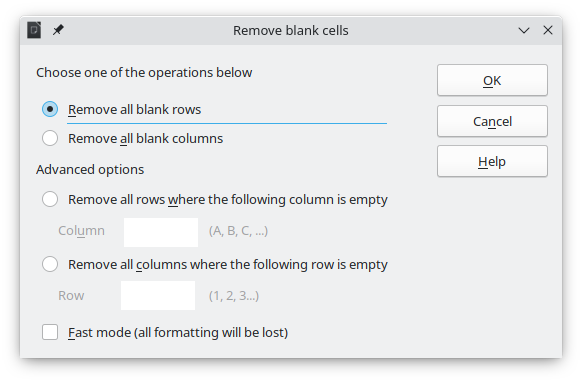 Remove blank cells
Choose one of the operations below
OK
Remove all blank rows
Cancel
Remove all blank columns
Help
Advanced options
Remove all rows where the following column is empty
Column (A, B, C, ...)
Remove all columns where the following row is empty
Row (1, 2, 3...)
Fast mode (all formatting will be lost)